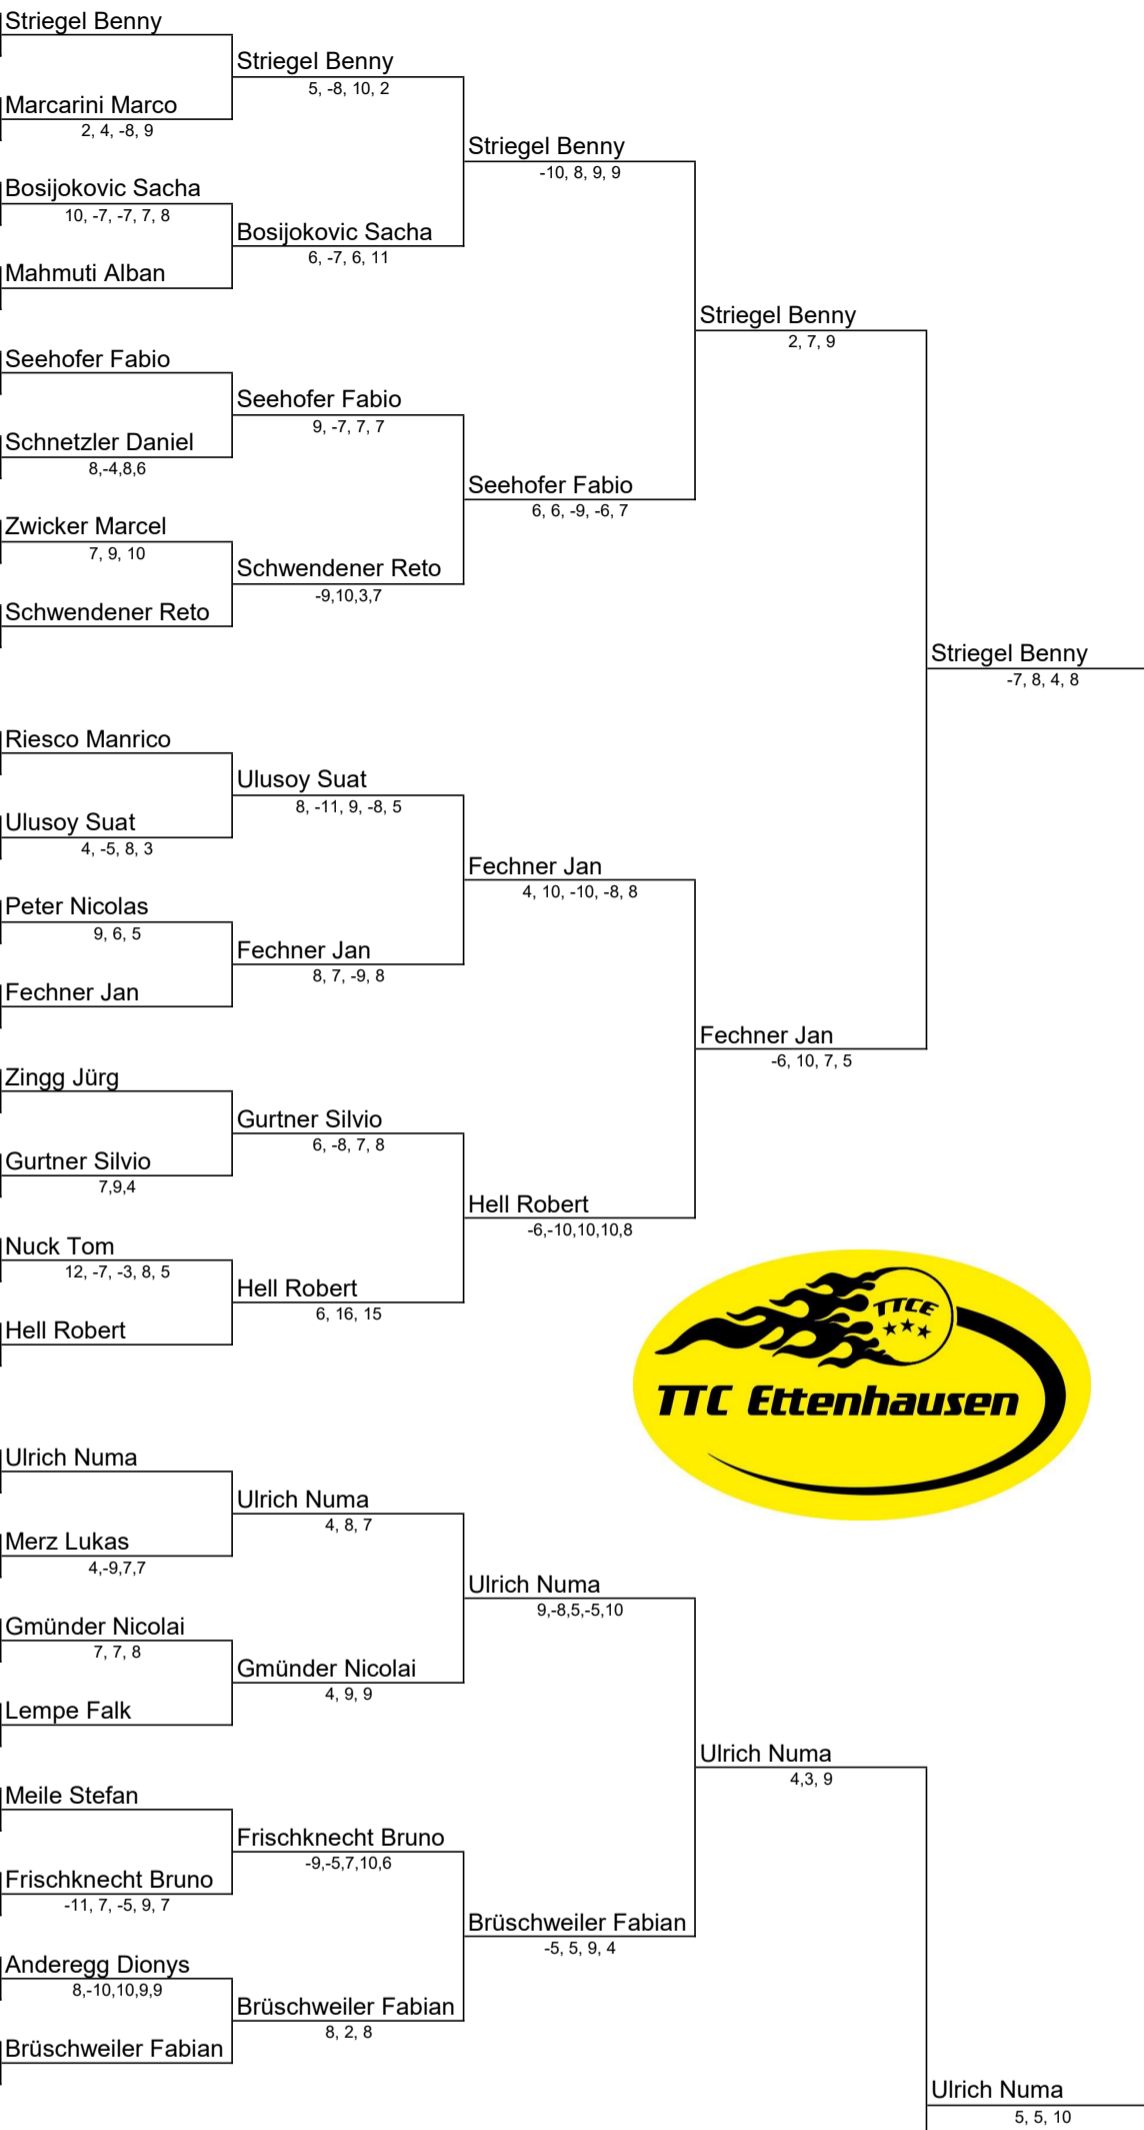 Striegel Benny
Striegel Benny
5, -8, 10, 2
Marcarini Marco
2, 4, -8, 9
Striegel Benny
-10, 8, 9, 9
Bosijokovic Sacha
10, -7, -7, 7, 8
Bosijokovic Sacha
6, -7, 6, 11
Mahmuti Alban
Striegel Benny
2, 7, 9
Seehofer Fabio
Seehofer Fabio
9, -7, 7, 7
Schnetzler Daniel
8,-4,8,6
Seehofer Fabio
6, 6, -9, -6, 7
Zwicker Marcel
7, 9, 10
Schwendener Reto
-9,10,3,7
Schwendener Reto
Striegel Benny
-7, 8, 4, 8
Riesco Manrico
Ulusoy Suat
8, -11, 9, -8, 5
Ulusoy Suat
4, -5, 8, 3
Fechner Jan
4, 10, -10, -8, 8
Peter Nicolas
9, 6, 5
Fechner Jan
8, 7, -9, 8
Fechner Jan
Fechner Jan
-6, 10, 7, 5
Zingg Jürg
Gurtner Silvio
6, -8, 7, 8
Gurtner Silvio
7,9,4
Hell Robert
-6,-10,10,10,8
Nuck Tom
12, -7, -3, 8, 5
Hell Robert
6, 16, 15
Hell Robert
TTCE
TTC Ettenhausen
Ulrich Numa
Ulrich Numa
4, 8, 7
Merz Lukas
4,-9,7,7
Ulrich Numa
9,-8,5,-5,10
Gmünder Nicolai
7, 7, 8
Gmünder Nicolai
4, 9, 9
Lempe Falk
Ulrich Numa
4,3, 9
Meile Stefan
Frischknecht Bruno
-9,-5,7,10,6
Frischknecht Bruno
-11, 7, -5, 9, 7
Brüschweiler Fabian
-5, 5, 9, 4
Anderegg Dionys
8,-10,10,9,9
Brüschweiler Fabian
8, 2, 8
Brüschweiler Fabian
Ulrich Numa
5, 5, 10